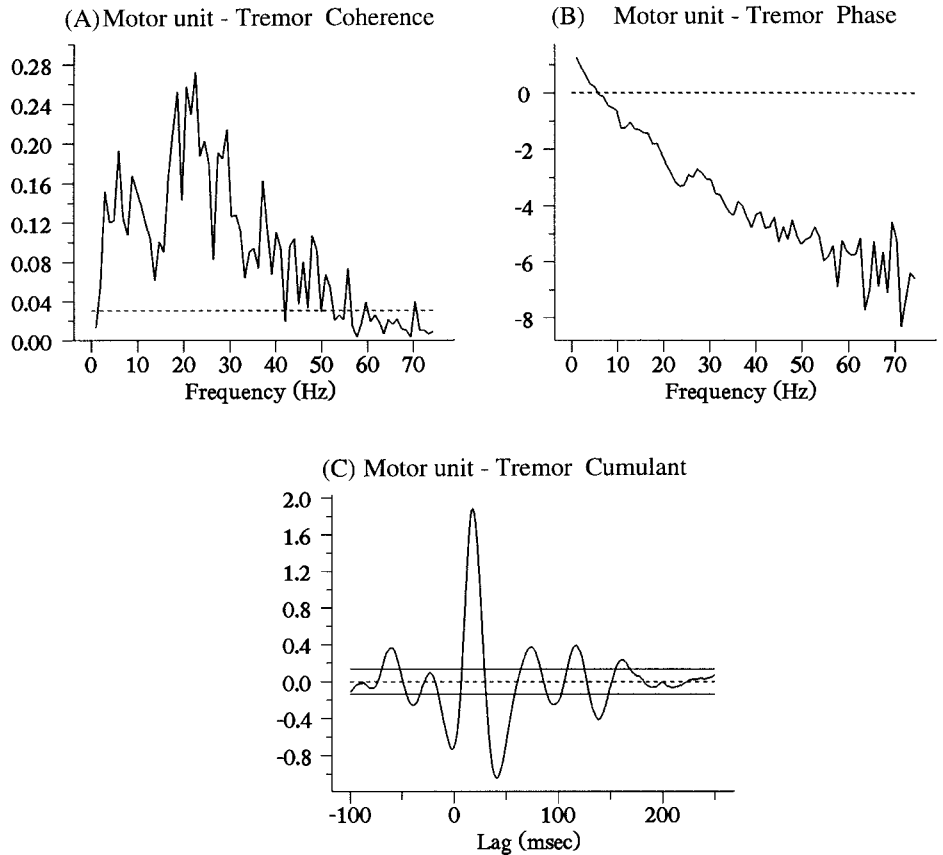 (A) Motor unit - Tremor Coherence
0.28
0.24
0.20
0.16
0.12
0.08
0.04
0.00
0 10 20 30 40 50 60 70
Frequency (Hz)
(B) Motor unit - Tremor Phase
0
-2
-4
-6
-8
0 10 20 30 40 50 60 70
Frequency (Hz)
(C) Motor unit - Tremor Cumulant
2.0
1.6
1.2
0.8
0.4
0.0
-0.4
-0.8
-100 0 100 200
Lag (msec)